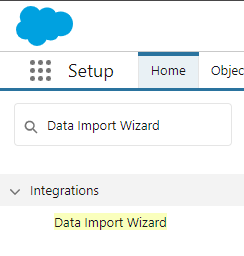 Setup Home Objec
Data Import Wizard
Integrations
Data Import Wizard